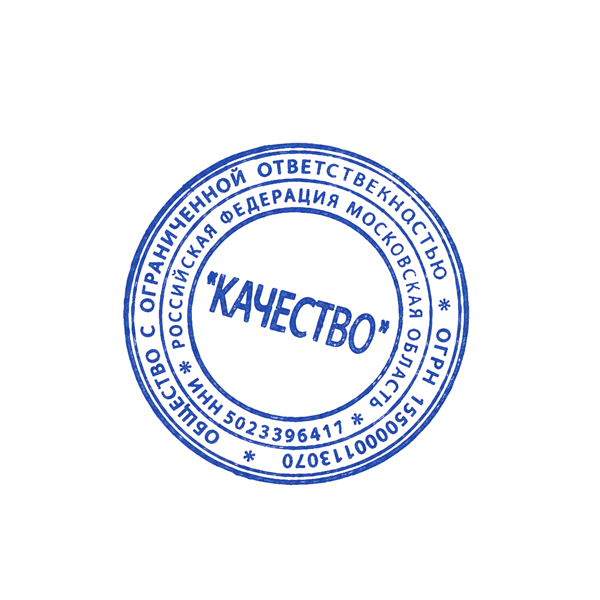 ОБЩЕСТВО С ОГРАНИЧЕННОЙ ОТВЕТСТВЕКНОСТЬЮ * ОГРН 1550000113070 *
РОССИЙСКАЯ ФЕДЕРАЦИЯ МОСКОВСКАЯ ОБЛАСТЬ * ИНН 5023396417 *
"КАЧЕСТВО"